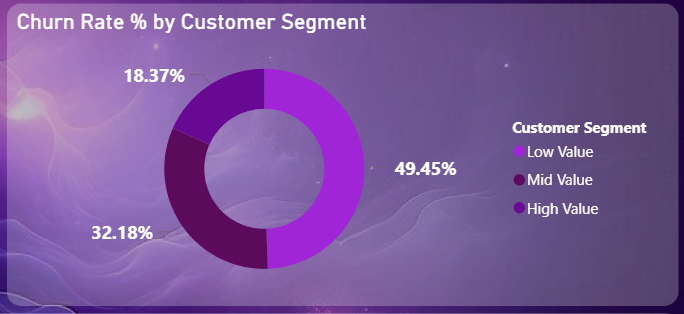 Churn Rate % by Customer Segment
18.37%
49.45%
32.18%
Customer Segment
Low Value
Mid Value
High Value